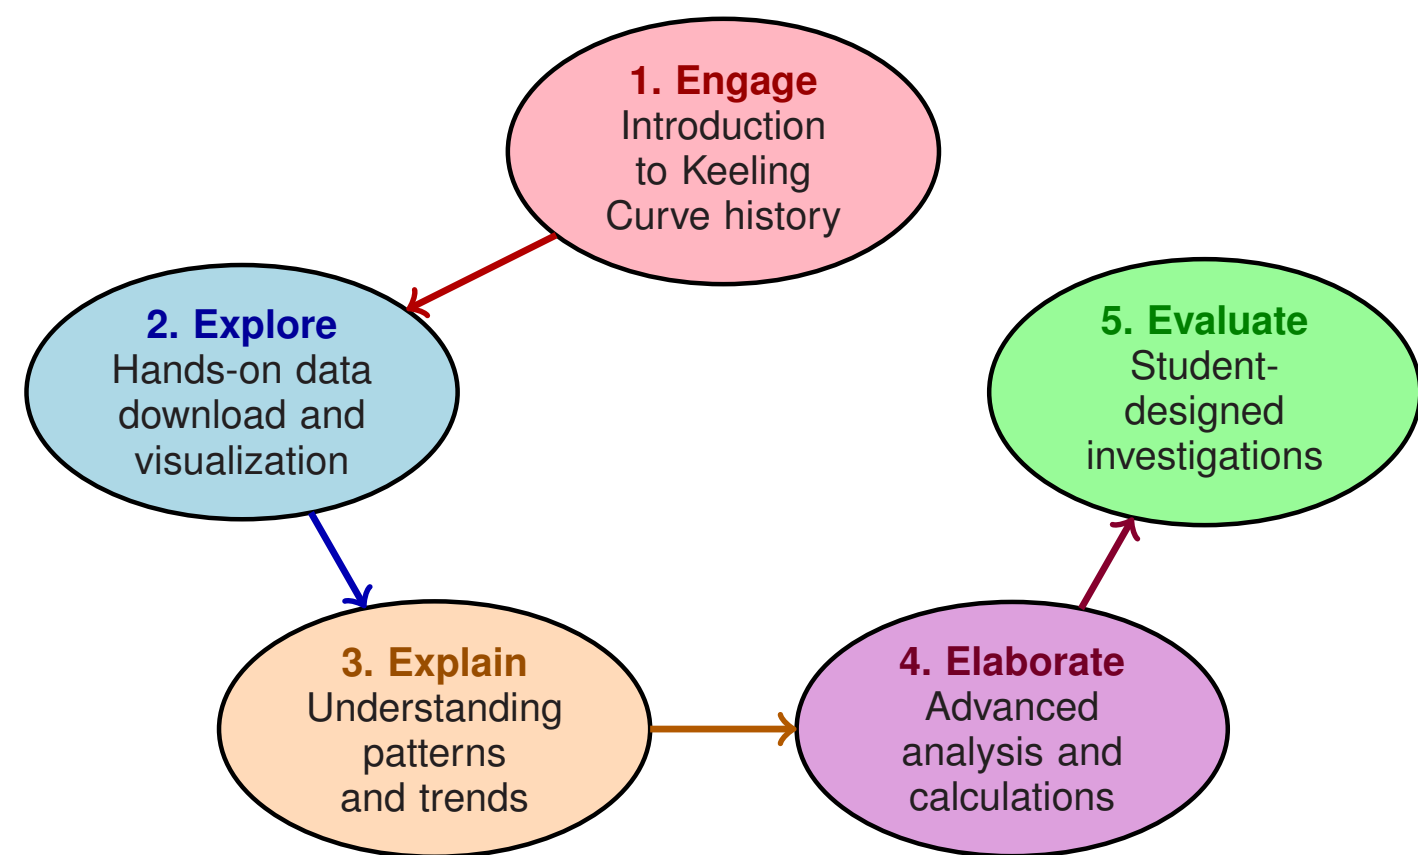 1. Engage
Introduction
to Keeling
Curve history
2. Explore
Hands-on data
download and
visualization
3. Explain
Understanding
patterns
and trends
4. Elaborate
Advanced
analysis and
calculations
5. Evaluate
Student-
designed
investigations